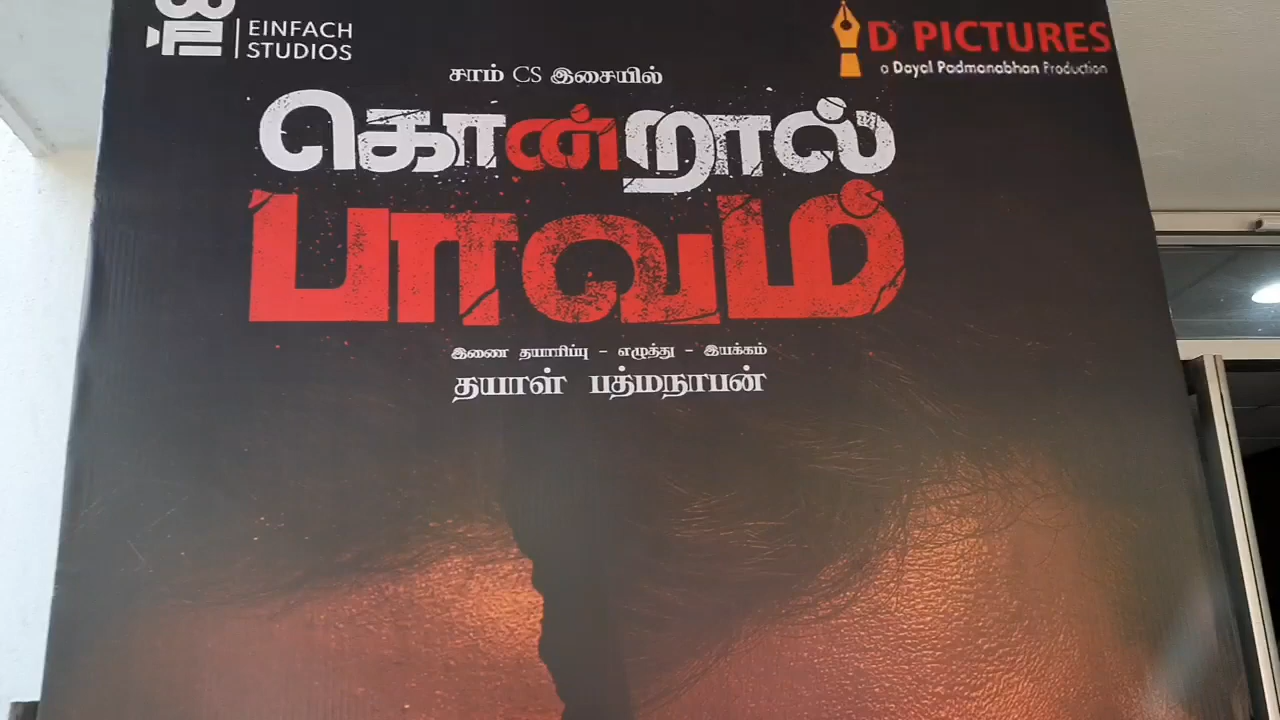 EINFACH
STUDIOS
D PICTURES
a Dayal Padmanabhan Production
சாம் CS இசையில்
கொன்றால்
பாவம்
இணை தயாரிப்பு - எழுத்து - இயக்கம்
தயாள் பத்மநாபன்